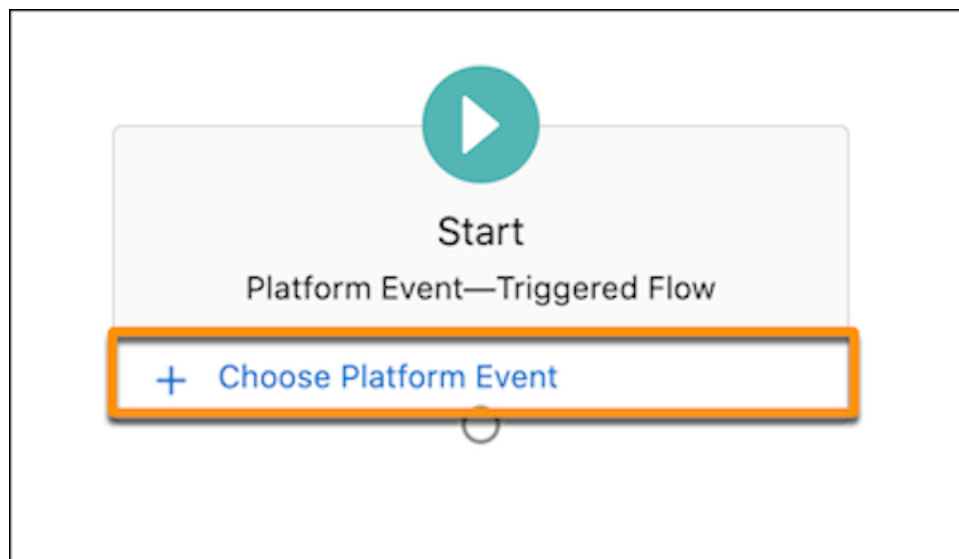 Start
Platform Event—Triggered Flow
+ Choose Platform Event